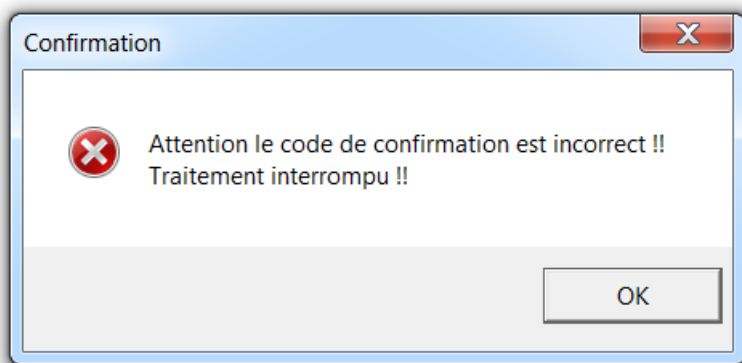 Confirmation
Attention le code de confirmation est incorrect !!
Traitement interrompu !!
OK